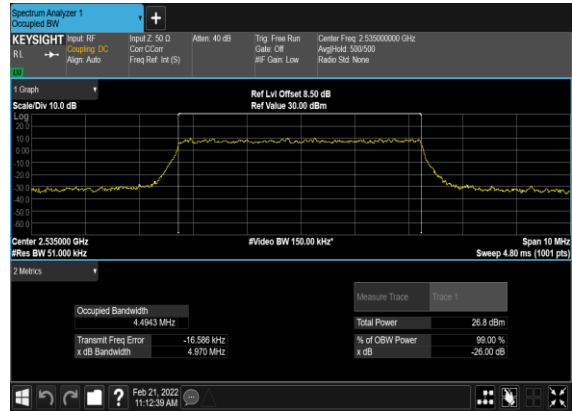 Spectrum Analyzer 1
Occupied BW
+
KEYSIGHT Input: RF Input Z: 50 Ω Atten: 40 dB Trig: Free Run Center Freq: 2.535000000 GHz
RL Coupling: DC Corr CCorr Gate: Off Avg|Hold: 500/500
Align: Auto Freq Ref: Int (S) #IF Gain: Low Radio Std: None
1 Graph
Ref Lvl Offset 8.50 dB
Scale/Div 10.0 dB Ref Value 30.00 dBm
Log
20.0
10.0
0.00
-10.0
-20.0
-30.0
-40.0
-50.0
-60.0
Center 2.535000 GHz #Video BW 150.00 kHz* Span 10 MHz
#Res BW 51.000 kHz Sweep 4.80 ms (1001 pts)
2 Metrics
Measure Trace Trace 1
Occupied Bandwidth
4.4943 MHz Total Power 26.8 dBm
Transmit Freq Error -16.586 kHz % of OBW Power 99.00 %
x dB Bandwidth 4.970 MHz x dB -26.00 dB
? Feb 21, 2022
11:12:39 AM